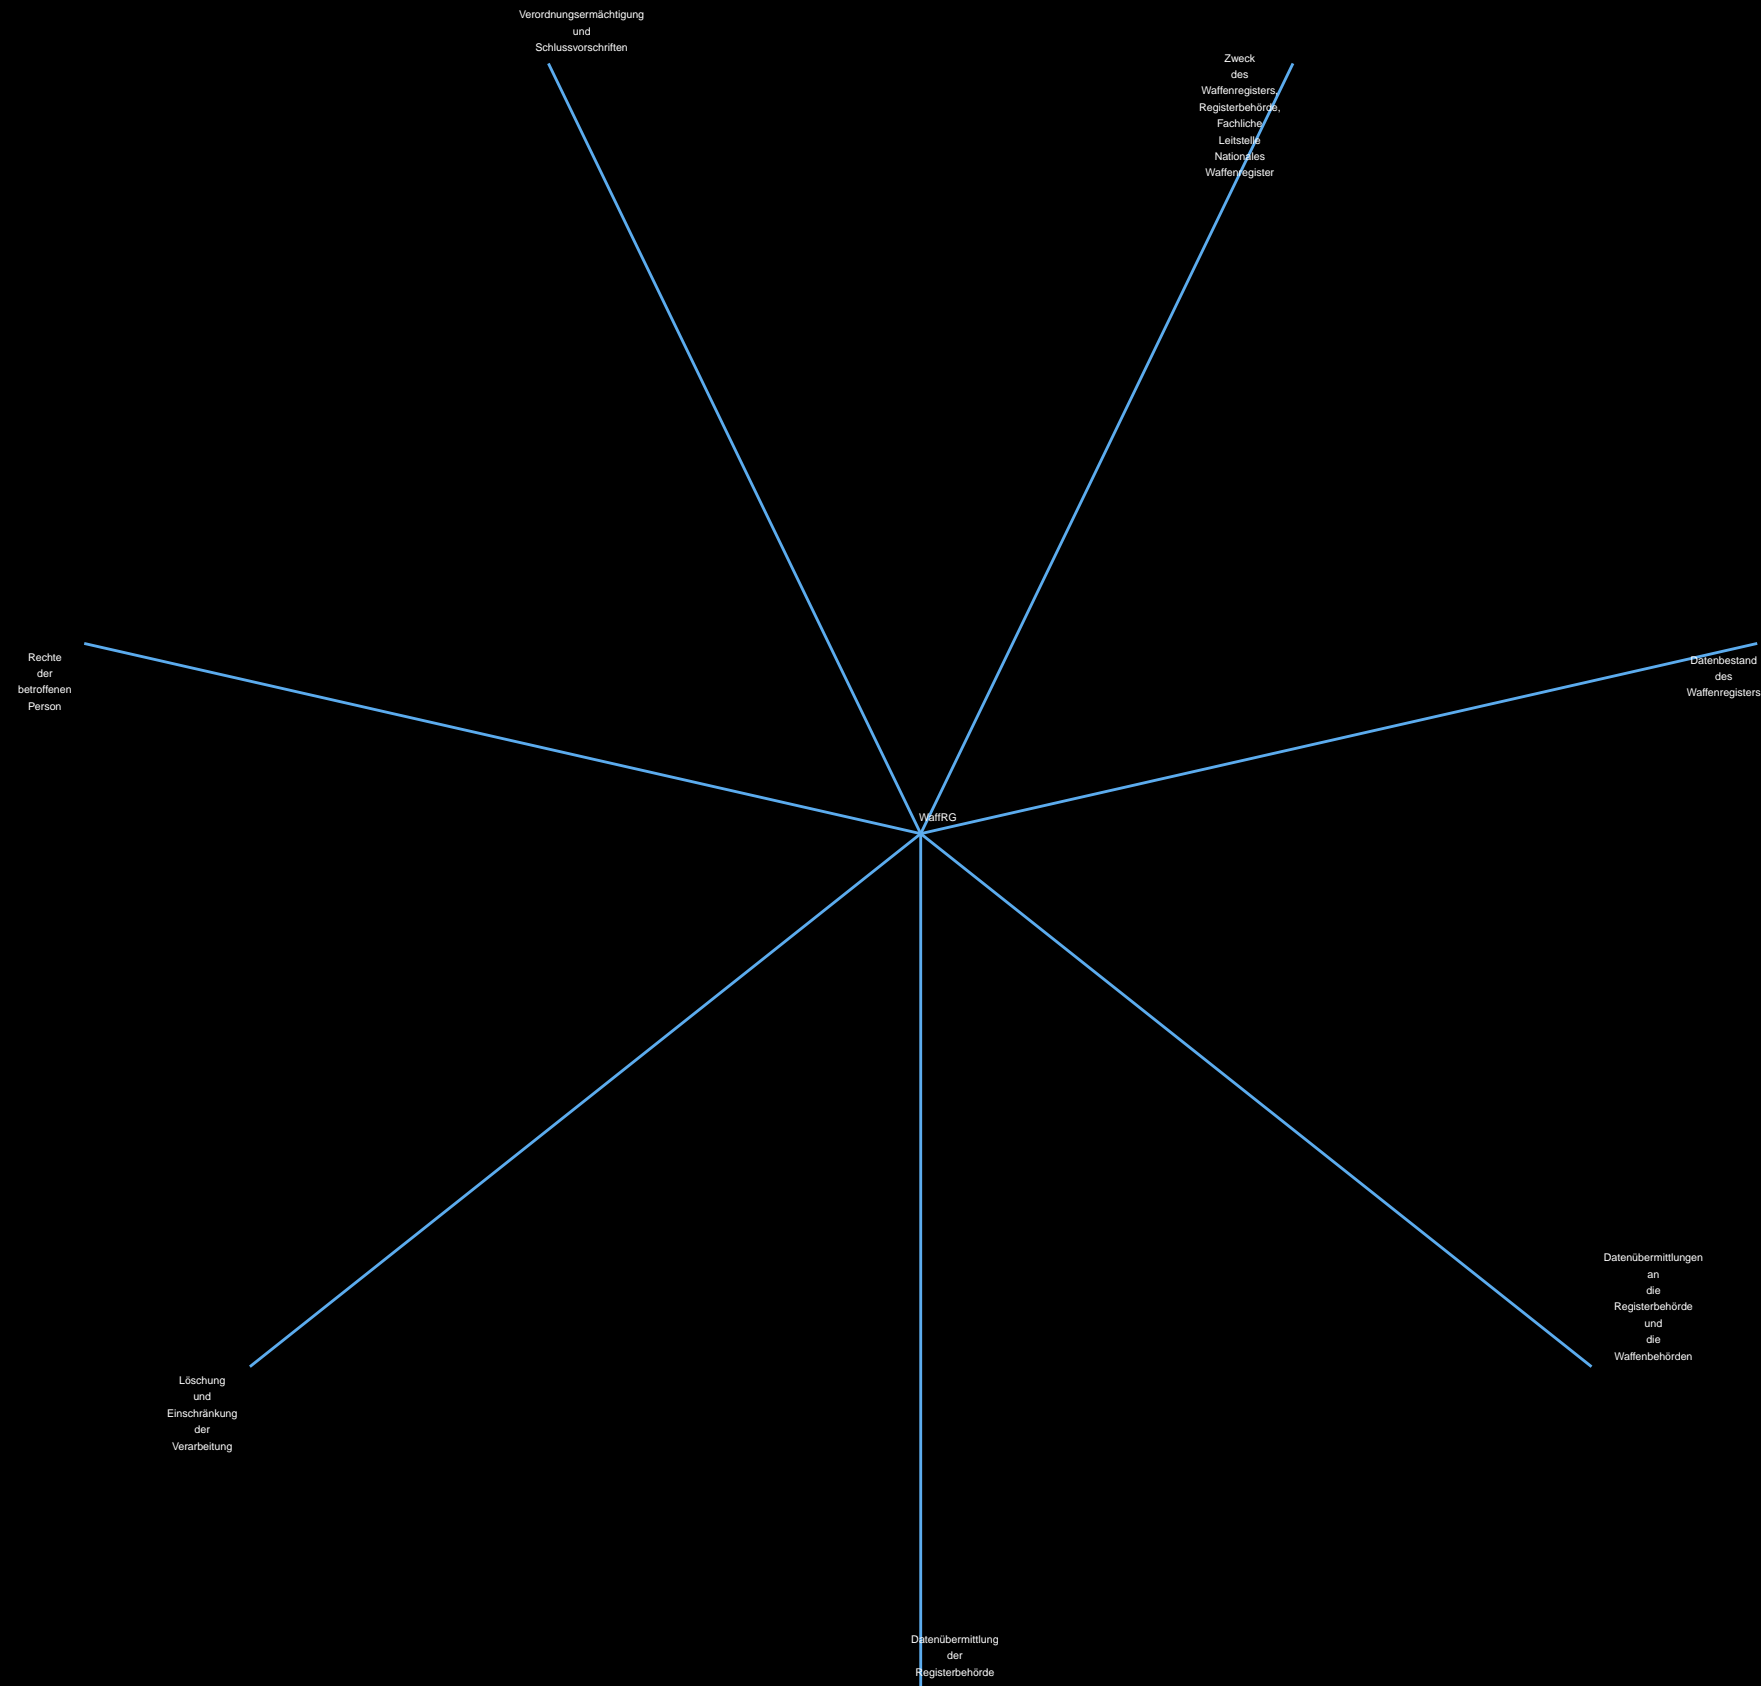 Verordnungsermächtigung
und
Schlussvorschriften
Zweck
des
Waffenregisters,
Registerbehörde,
Fachliche
Leitstelle
Nationales
Waffenregister
Rechte
der
betroffenen
Person
Datenbestand
des
Waffenregisters
WaffRG
Datenübermittlungen
an
die
Registerbehörde
und
die
Waffenbehörden
Löschung
und
Einschränkung
der
Verarbeitung
Datenübermittlung
der
Registerbehörde